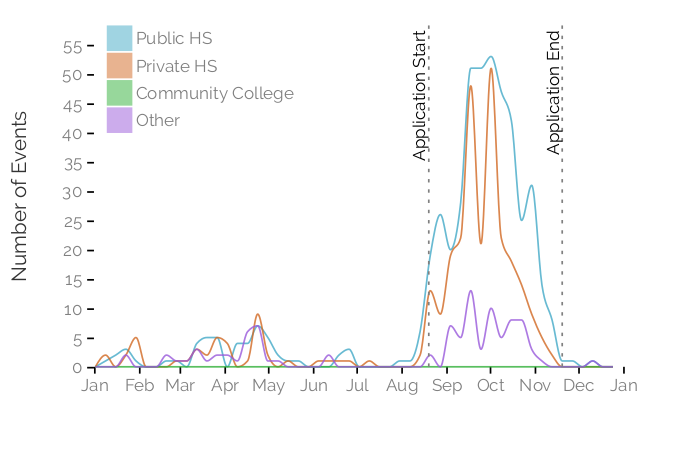 Public HS
Private HS
Community College
Other
Number of Events
55
50
45
40
35
30
25
20
15
10
5
0
Application Start
Application End
Jan Feb Mar Apr May Jun Jul Aug Sep Oct Nov Dec Jan